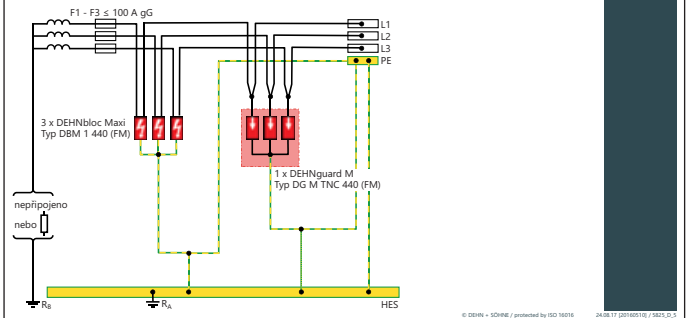 F1 - F3 ≤ 100 A gG
L1
L2
L3
PE
3 x DEHNbloc Maxi
Typ DBM 1 440 (FM)
1 x DEHNguard M
Typ DG M TNC 440 (FM)
nepřipojeno
nebo
RB
RA
HES
© DEHN + SÖHNE / protected by ISO 16016
24.08.17 [20160510] / 5825_D_5